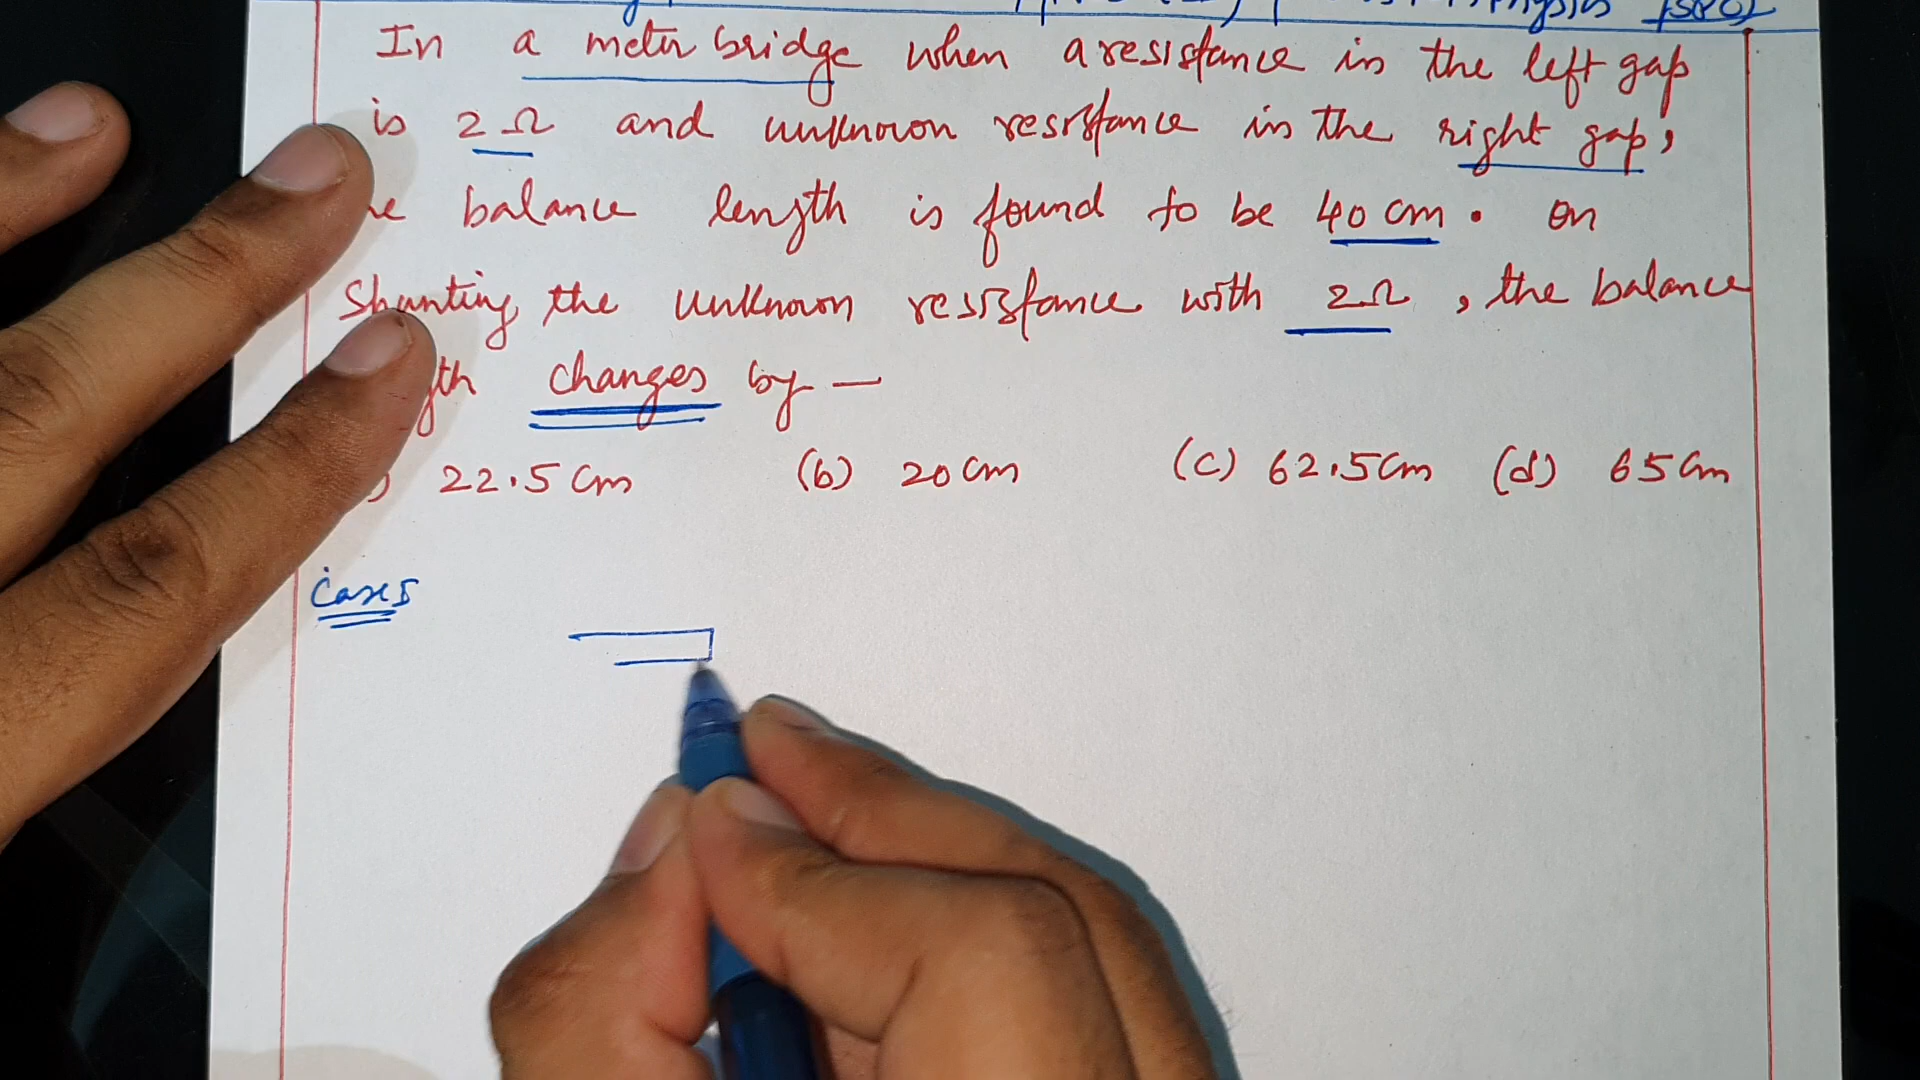 In a meter bridge when a resistance in the left gap
is 2 Ω and unknown resistance in the right gap,
balance length is found to be 40 cm. on
Shunting the unknown resistance with 2Ω, the balance
changes by —
22.5 Cm (b) 20 cm (c) 62.5 Cm (d) 65 Cm
Cases